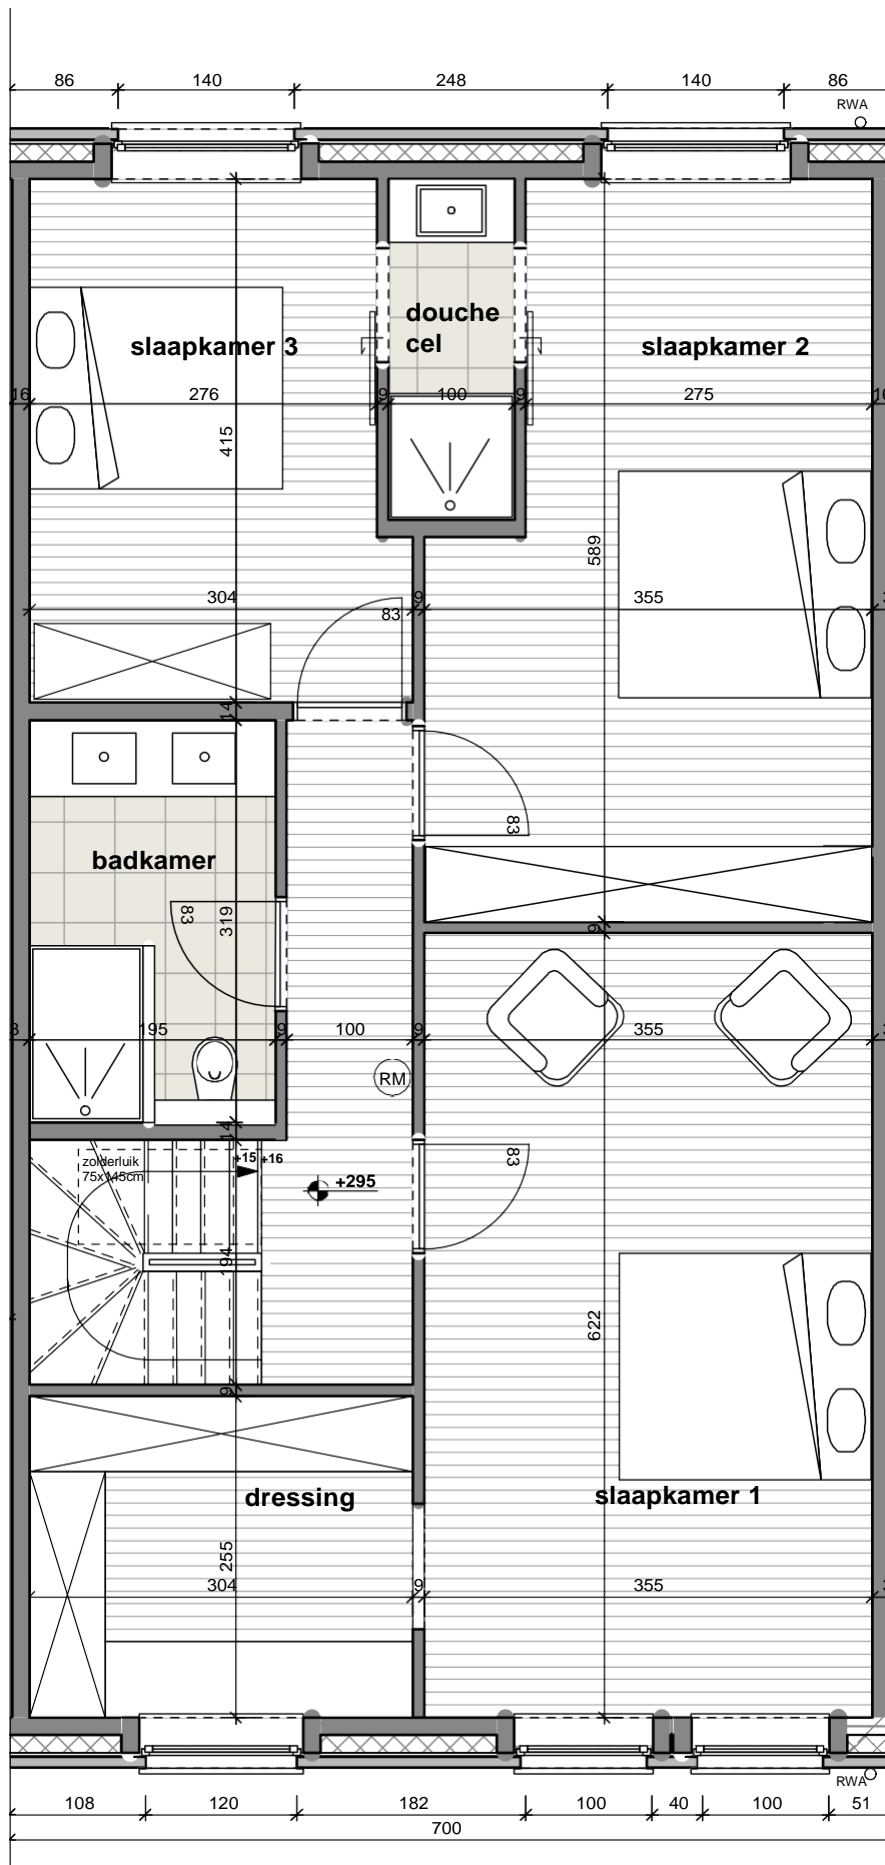 86 140 248 140 86
RWA
douche
cel
slaapkamer 3 slaapkamer 2
16 276 9 100 9 275 16
415
589
304 9 355
83
14
83
badkamer
83
319
9
195 9 100 9 355
RM
14
83
zolderluik
75x145cm
+15 +16
+295
194
622
9
dressing slaapkamer 1
255
304 9 355
RWA
108 120 182 100 40 100 51
700